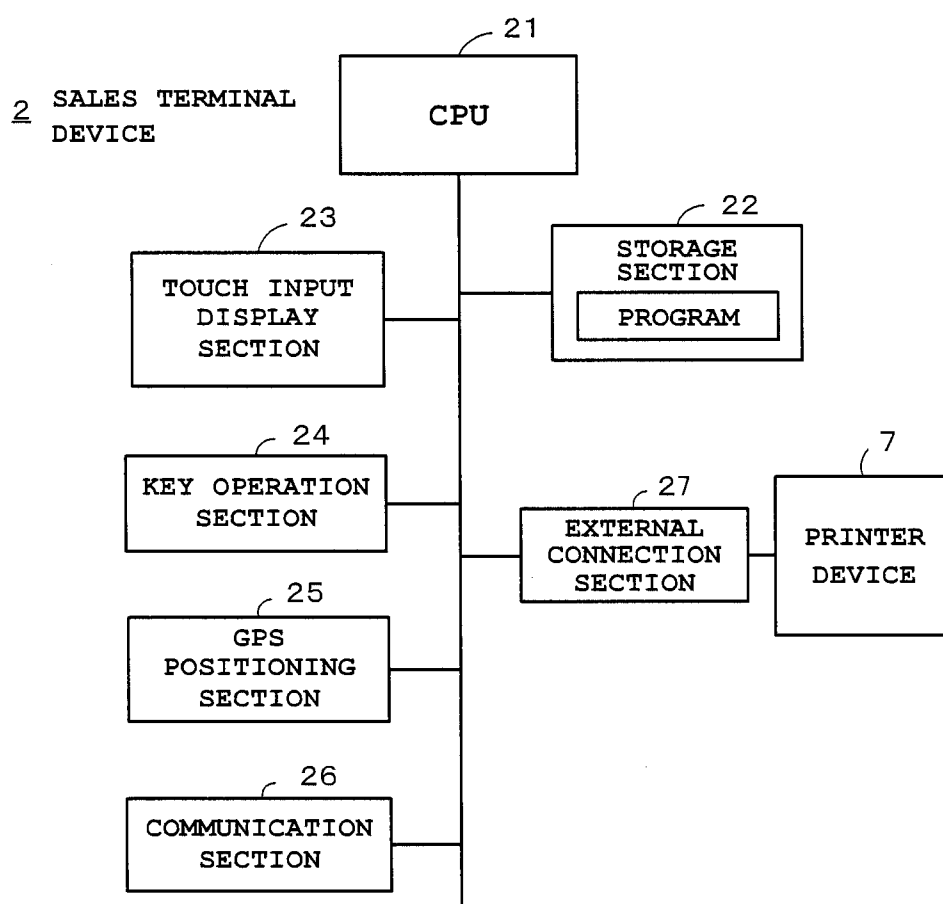 21
CPU
2 SALES TERMINAL
DEVICE
23
TOUCH INPUT
DISPLAY
SECTION
22
STORAGE
SECTION
PROGRAM
24
KEY OPERATION
SECTION
27
EXTERNAL
CONNECTION
SECTION
7
PRINTER
DEVICE
25
GPS
POSITIONING
SECTION
26
COMMUNICATION
SECTION